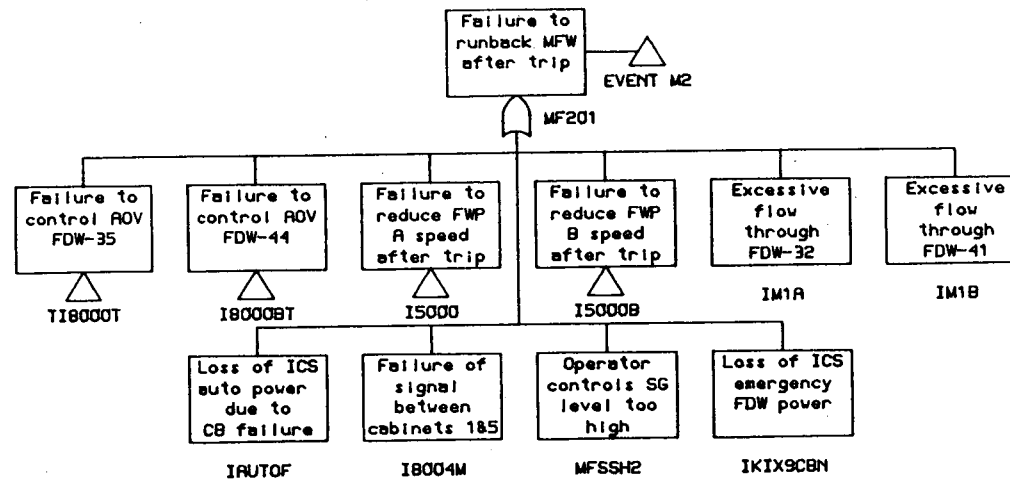 Failure to
runback MFW
after trip
EVENT M2
MF201
Failure to
control AOV
FDW-35
Failure to
control AOV
FDW-44
Failure to
reduce FWP
A speed
after trip
Failure to
reduce FWP
B speed
after trip
Excessive
flow
through
FDW-32
Excessive
flow
through
FDW-41
TI8000T
I8000BT
I5000
I5000B
IM1A
IM1B
Loss of ICS
auto power
due to
CB failure
Failure of
signal
between
cabinets 1&5
Operator
controls SG
level too
high
Loss of ICS
emergency
FDW power
IAUTOF
I8004M
MFSSH2
IKIX9CBN